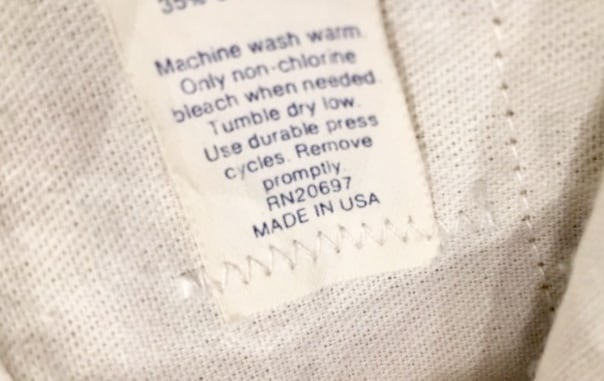 35%
Machine wash warm.
Only non-chlorine
bleach when needed.
Tumble dry low.
Use durable press
cycles. Remove
promptly.
RN20697
MADE IN USA